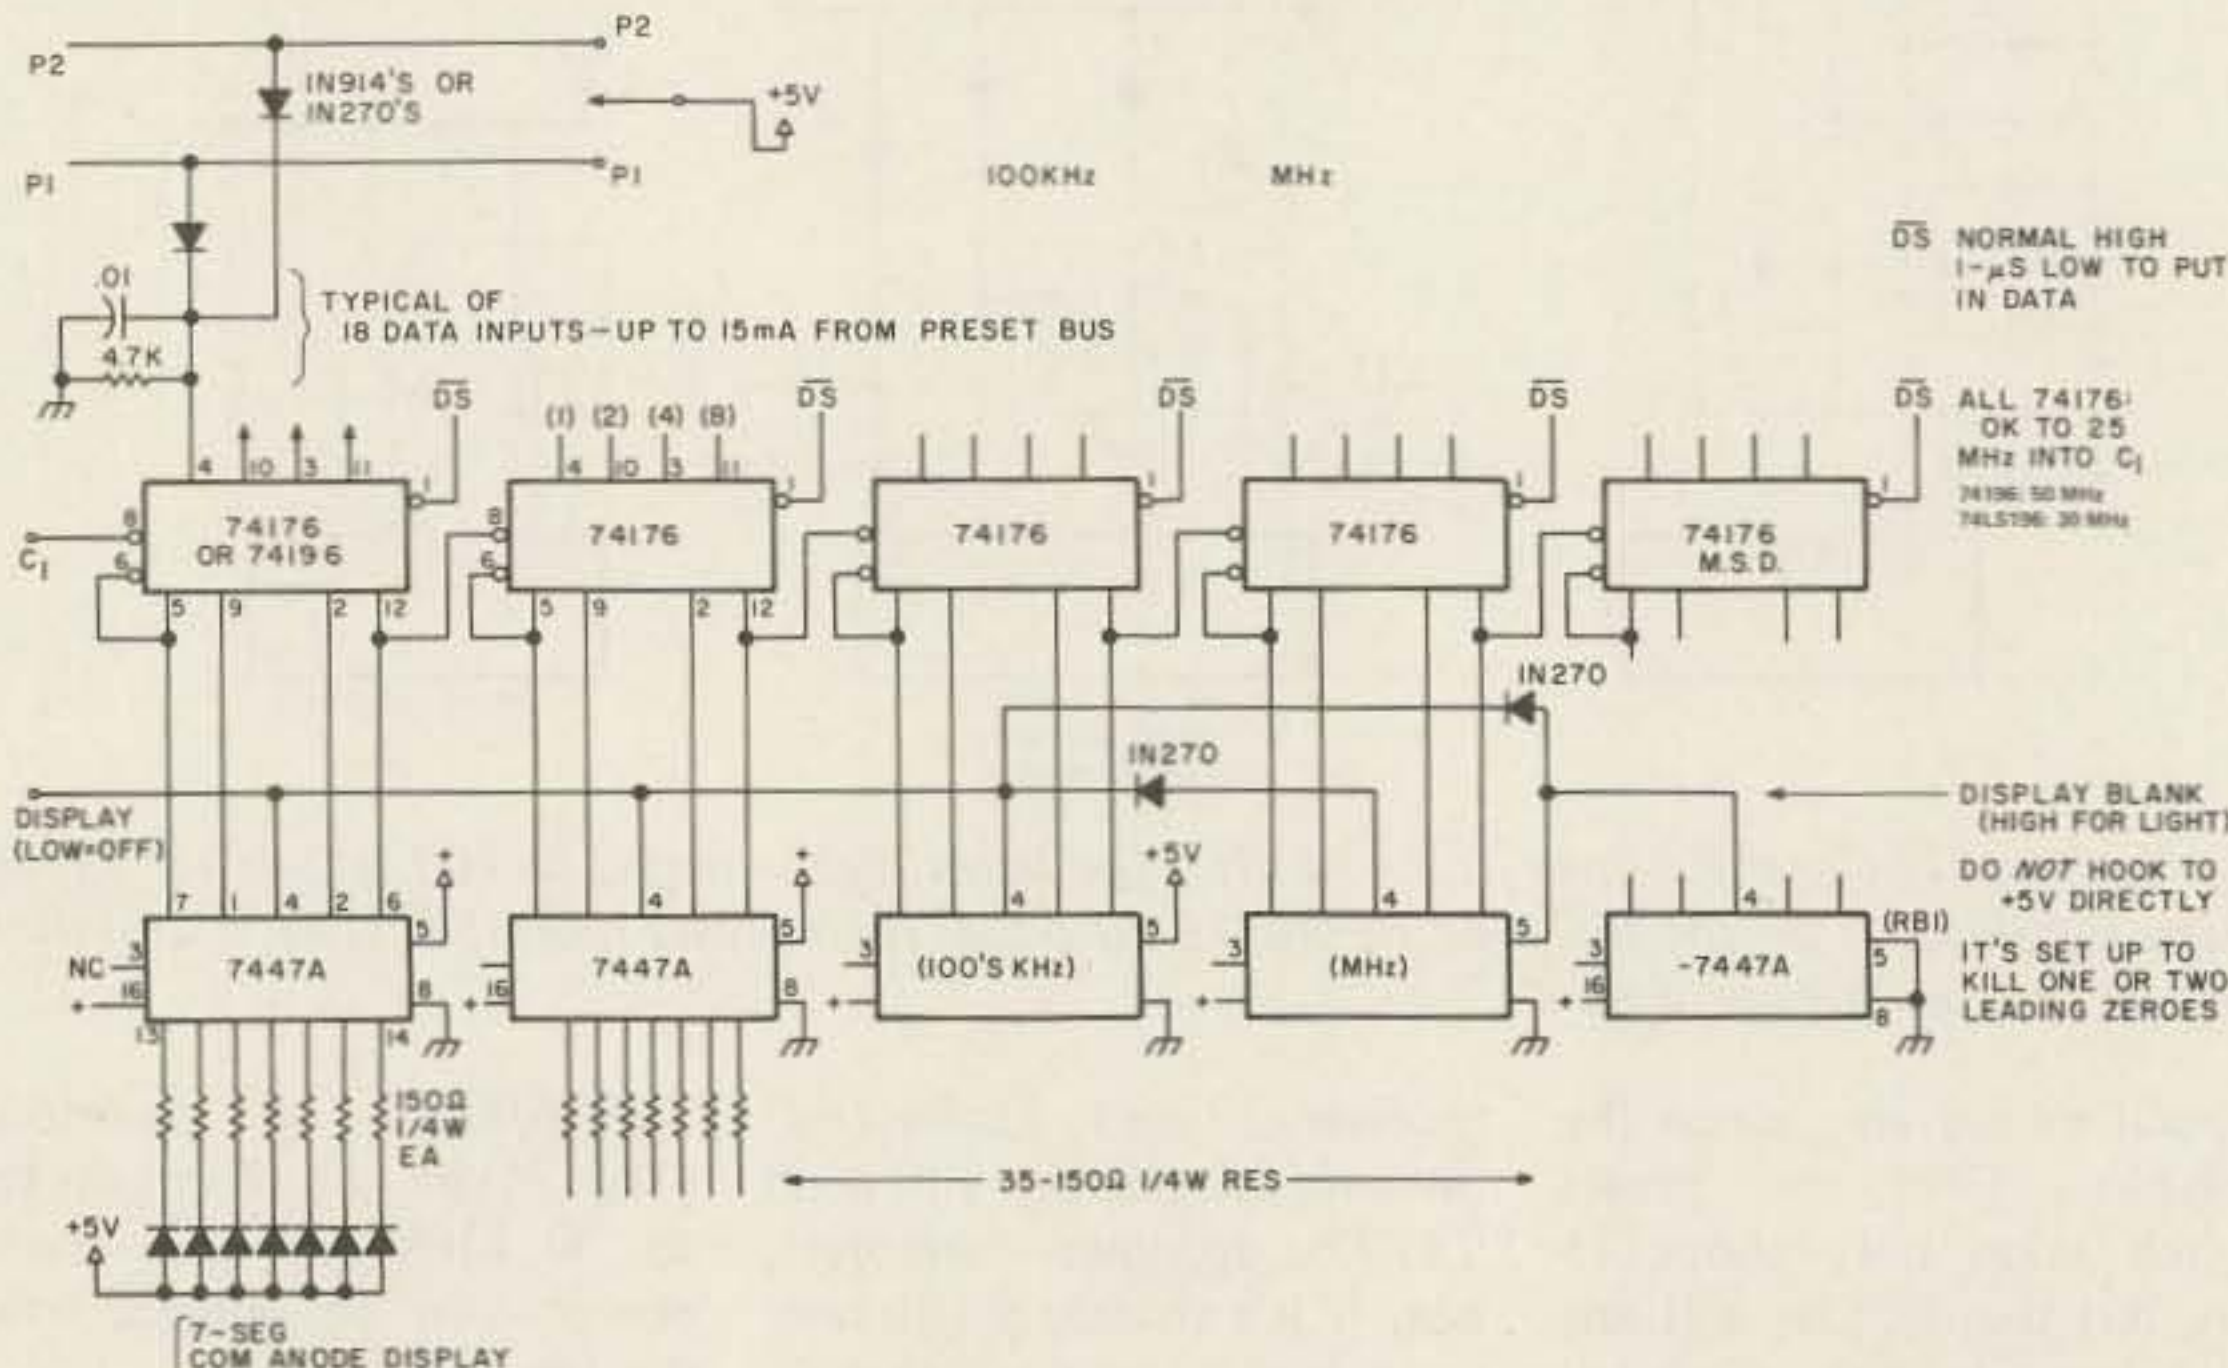 P2
P2
1N914'S OR
1N270'S
+5V
P1
P1
100KHz
MHz
DS NORMAL HIGH
1-μS LOW TO PUT
IN DATA
.01
TYPICAL OF
18 DATA INPUTS-UP TO 15mA FROM PRESET BUS
4.7K
DS
DS
DS
DS
DS
ALL 74176:
OK TO 25
MHz INTO C1
74196: 50 MHz
74LS196: 30 MHz
(1) (2) (4) (8)
4 10 3 11 1
4 10 3 11 1
1
1
1
8
C1
6
74176
OR 74196
8
6
74176
74176
74176
74176
M.S.D.
5 9 2 12
5 9 2 12
1N270
1N270
DISPLAY
(LOW=OFF)
DISPLAY BLANK
(HIGH FOR LIGHT)
DO NOT HOOK TO
+5V DIRECTLY
IT'S SET UP TO
KILL ONE OR TWO
LEADING ZEROES
+
+
+5V
7 1 4 2 6
4
4
4
4
NC 3
+ 16
7447A
5
8
+ 16
7447A
5
8
3
+
(100'S KHz)
5
3
+
(MHz)
5
3
+ 16
-7447A
(RBI)
5
8
13 14
150Ω
1/4W
EA
35-150Ω 1/4W RES
+5V
7-SEG
COM ANODE DISPLAY